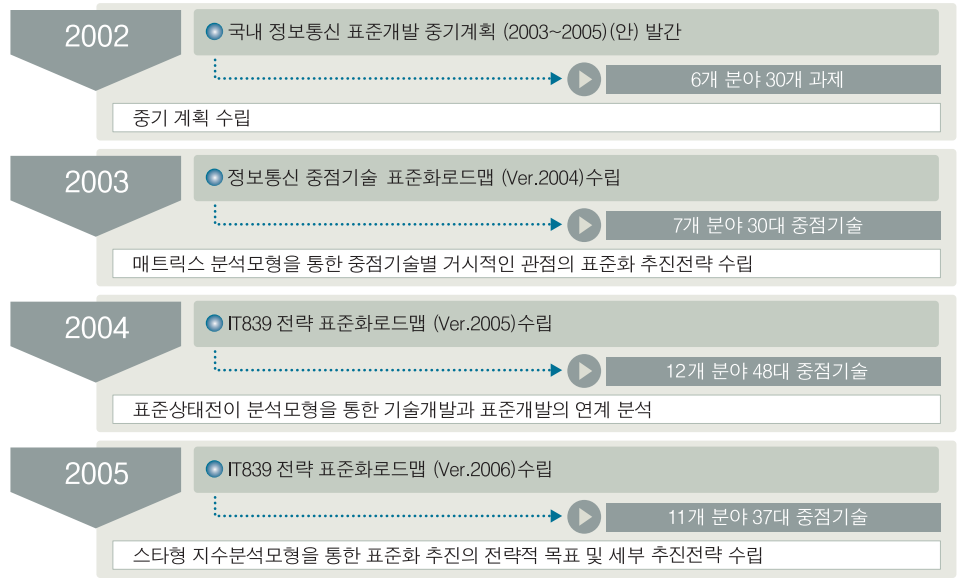 2002
국내 정보통신 표준개발 중기계획 (2003~2005)(안) 발간
6개 분야 30개 과제
중기 계획 수립
2003
정보통신 중점기술 표준화로드맵 (Ver.2004)수립
7개 분야 30대 중점기술
매트릭스 분석모형을 통한 중점기술별 거시적인 관점의 표준화 추진전략 수립
2004
IT839 전략 표준화로드맵 (Ver.2005)수립
12개 분야 48대 중점기술
표준상태전이 분석모형을 통한 기술개발과 표준개발의 연계 분석
2005
IT839 전략 표준화로드맵 (Ver.2006)수립
11개 분야 37대 중점기술
스타형 지수분석모형을 통한 표준화 추진의 전략적 목표 및 세부 추진전략 수립